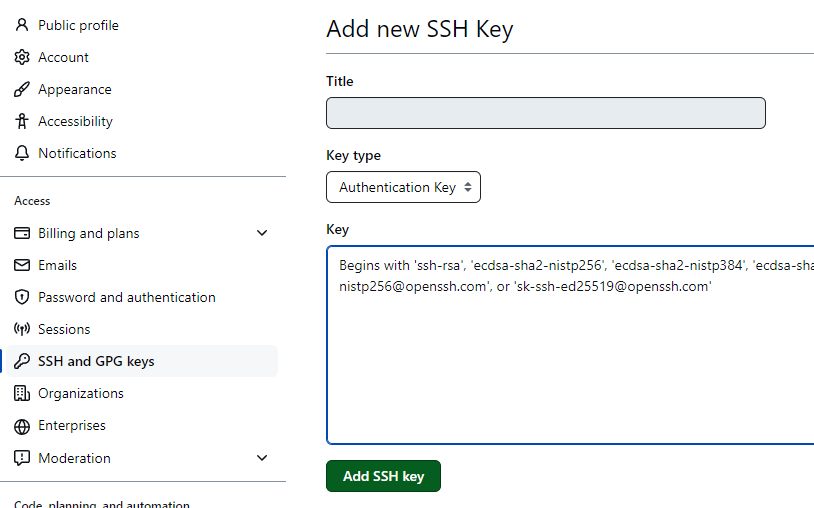 Public profile
Account
Appearance
Accessibility
Notifications
Access
Billing and plans
Emails
Password and authentication
Sessions
SSH and GPG keys
Organizations
Enterprises
Moderation
Code, planning, and automation
Add new SSH Key
Title
Key type
Authentication Key
Key
Begins with 'ssh-rsa', 'ecdsa-sha2-nistp256', 'ecdsa-sha2-nistp384', 'ecdsa-sha
nistp256@openssh.com', or 'sk-ssh-ed25519@openssh.com'
Add SSH key